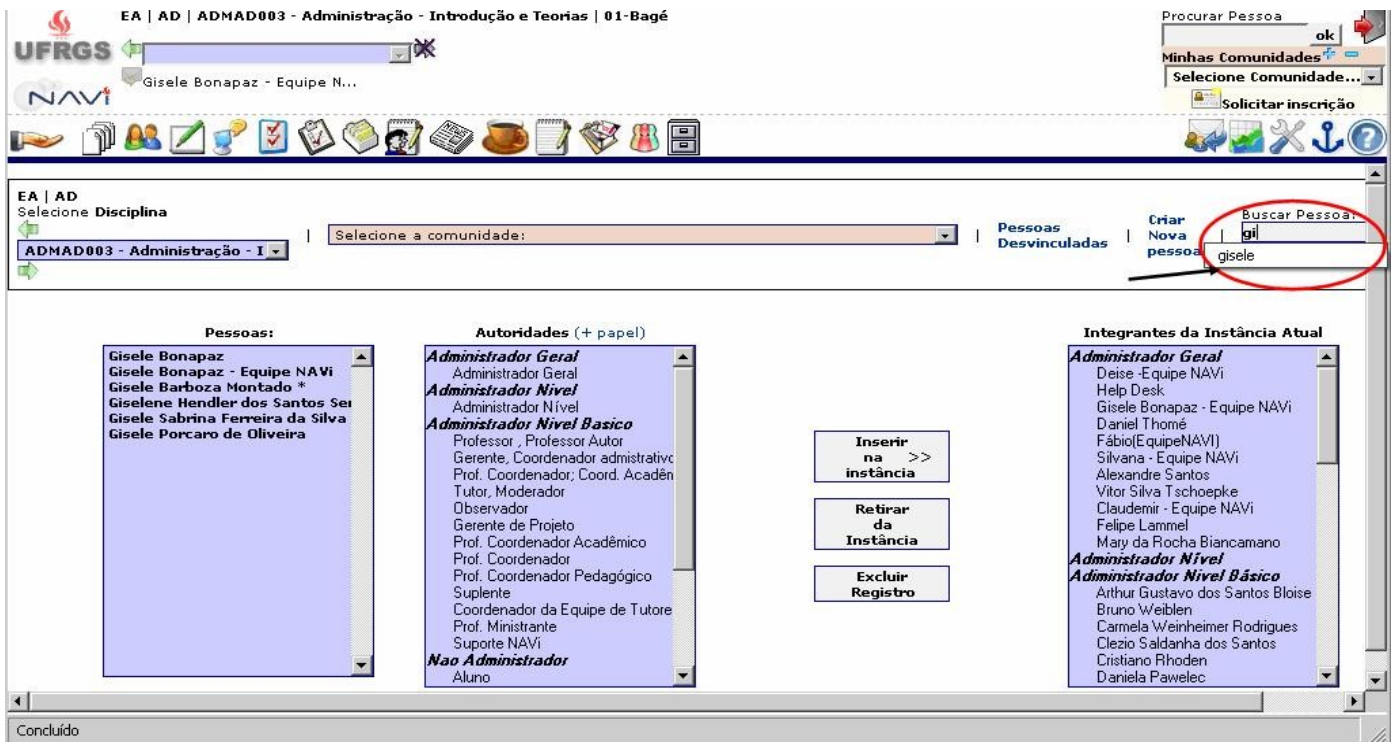 EA | AD | ADMAD003 - Administração - Introdução e Teorias | 01-Bagé
UFRGS
NAVi
Gisele Bonapaz - Equipe N...
Procurar Pessoa
ok
Minhas Comunidades
Selecione Comunidade...
Solicitar inscrição
EA | AD
Selecione Disciplina
ADMAD003 - Administração - I
| Selecione a comunidade: |
Pessoas
Desvinculadas
|
Criar
Nova
pessoa
|
Buscar Pessoa:
gi
gisele
Pessoas:
Gisele Bonapaz
Gisele Bonapaz - Equipe NAVi
Gisele Barboza Montado *
Giselene Hendler dos Santos Ser
Gisele Sabrina Ferreira da Silva
Gisele Porcaro de Oliveira
Autoridades (+ papel)
Administrador Geral
Administrador Geral
Administrador Nivel
Administrador Nível
Administrador Nivel Basico
Professor , Professor Autor
Gerente, Coordenador admistrativo
Prof. Coordenador; Coord. Acadên
Tutor, Moderador
Observador
Gerente de Projeto
Prof. Coordenador Acadêmico
Prof. Coordenador
Prof. Coordenador Pedagógico
Suplente
Coordenador da Equipe de Tutore
Prof. Ministrante
Suporte NAVi
Nao Administrador
Aluno
Inserir
na >>
instância
Retirar
da
Instância
Excluir
Registro
Integrantes da Instância Atual
Administrador Geral
Deise -Equipe NAVi
Help Desk
Gisele Bonapaz - Equipe NAVi
Daniel Thomé
Fábio(EquipeNAVI)
Silvana - Equipe NAVi
Alexandre Santos
Vitor Silva Tschoepke
Claudemir - Equipe NAVi
Felipe Lammel
Mary da Rocha Biancamano
Administrador Nível
Adiministrador Nivel Básico
Arthur Gustavo dos Santos Bloise
Bruno Weiblen
Carmela Weinheimer Rodrigues
Clezio Saldanha dos Santos
Cristiano Rhoden
Daniela Pawelec
Concluído